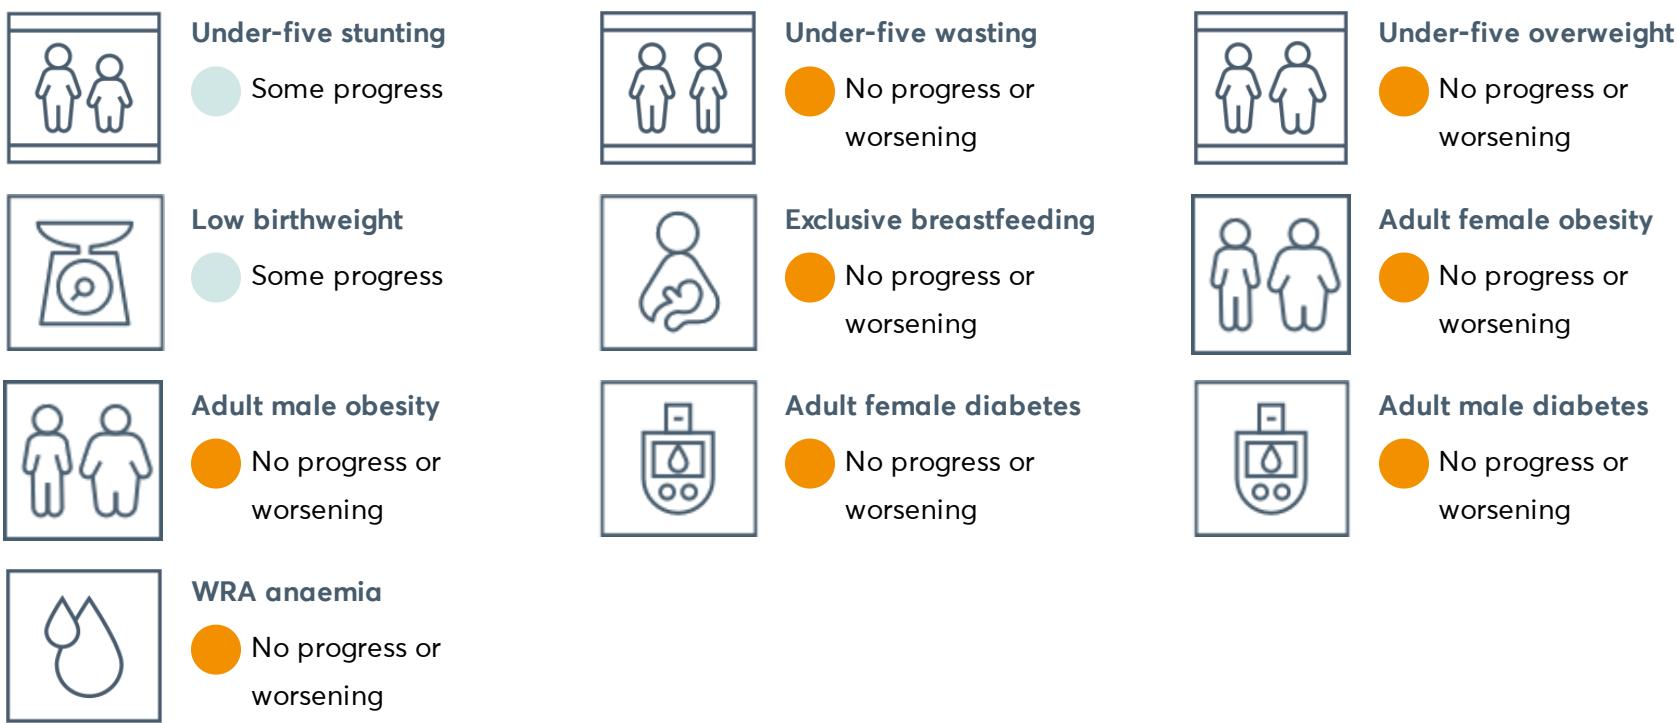 Under-five stunting
Some progress
Under-five wasting
No progress or
worsening
Under-five overweight
No progress or
worsening
Low birthweight
Some progress
Exclusive breastfeeding
No progress or
worsening
Adult female obesity
No progress or
worsening
Adult male obesity
No progress or
worsening
Adult female diabetes
No progress or
worsening
Adult male diabetes
No progress or
worsening
WRA anaemia
No progress or
worsening